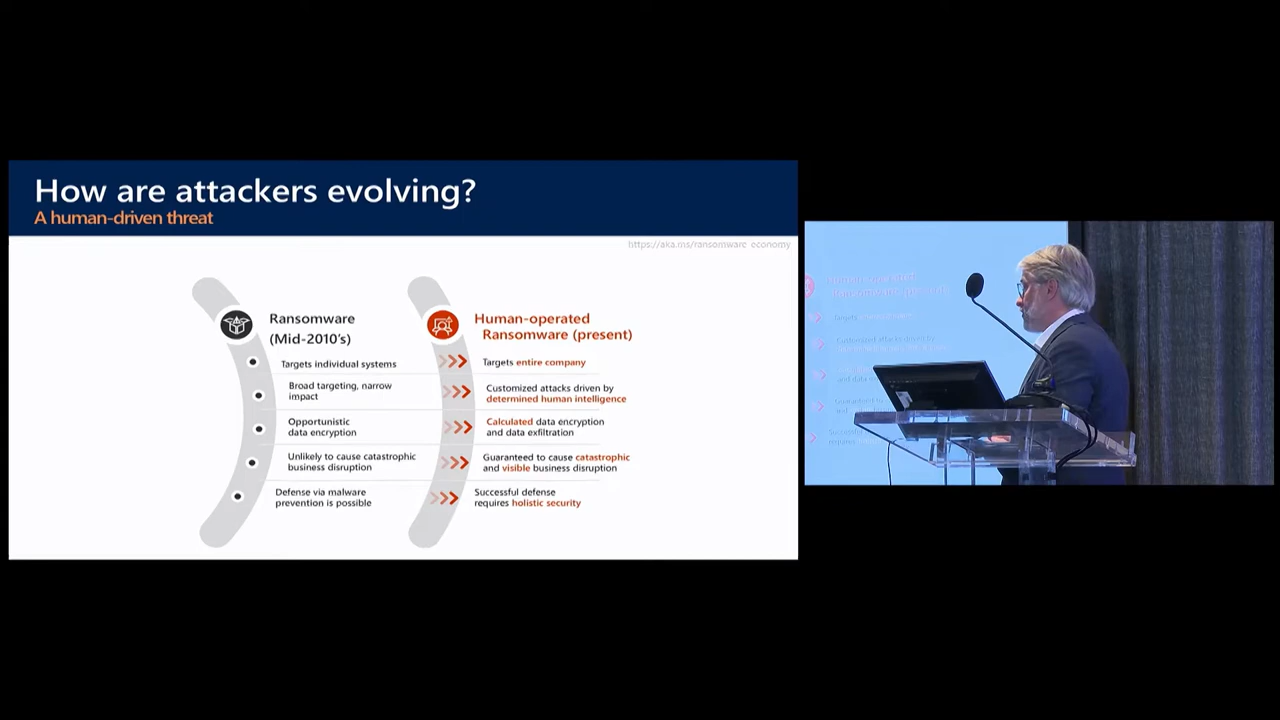 How are attackers evolving?
A human-driven threat
https://aka.ms/ransomware-economy
Ransomware
(Mid-2010's)
Targets individual systems
Broad targeting, narrow
impact
Opportunistic
data encryption
Unlikely to cause catastrophic
business disruption
Defense via malware
prevention is possible
Human-operated
Ransomware (present)
Targets entire company
Customized attacks driven by
determined human intelligence
Calculated data encryption
and data exfiltration
Guaranteed to cause catastrophic
and visible business disruption
Successful defense
requires holistic security